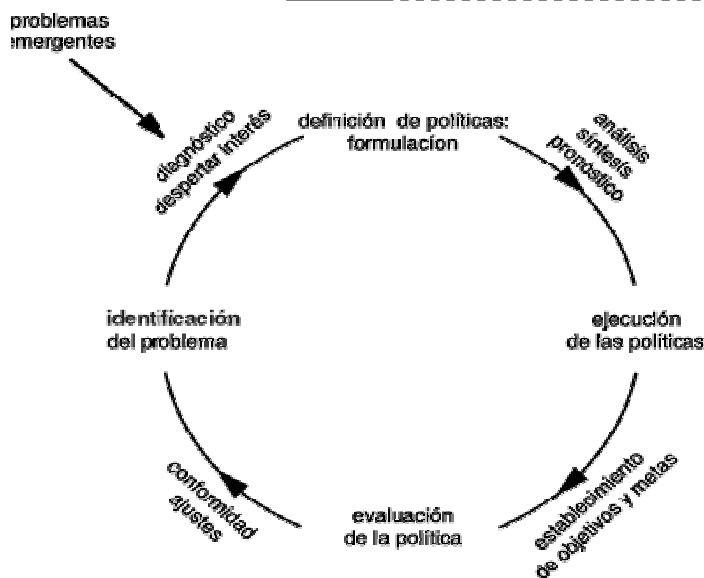 problemas
emergentes
diagnóstico
despertar interés
definición de políticas:
formulacíon
análisis
síntesis
pronóstico
identificación
del problema
ejecución
de las políticas
conformidad
ajustes
evaluación
de la política
establecimiento
de objetivos y metas